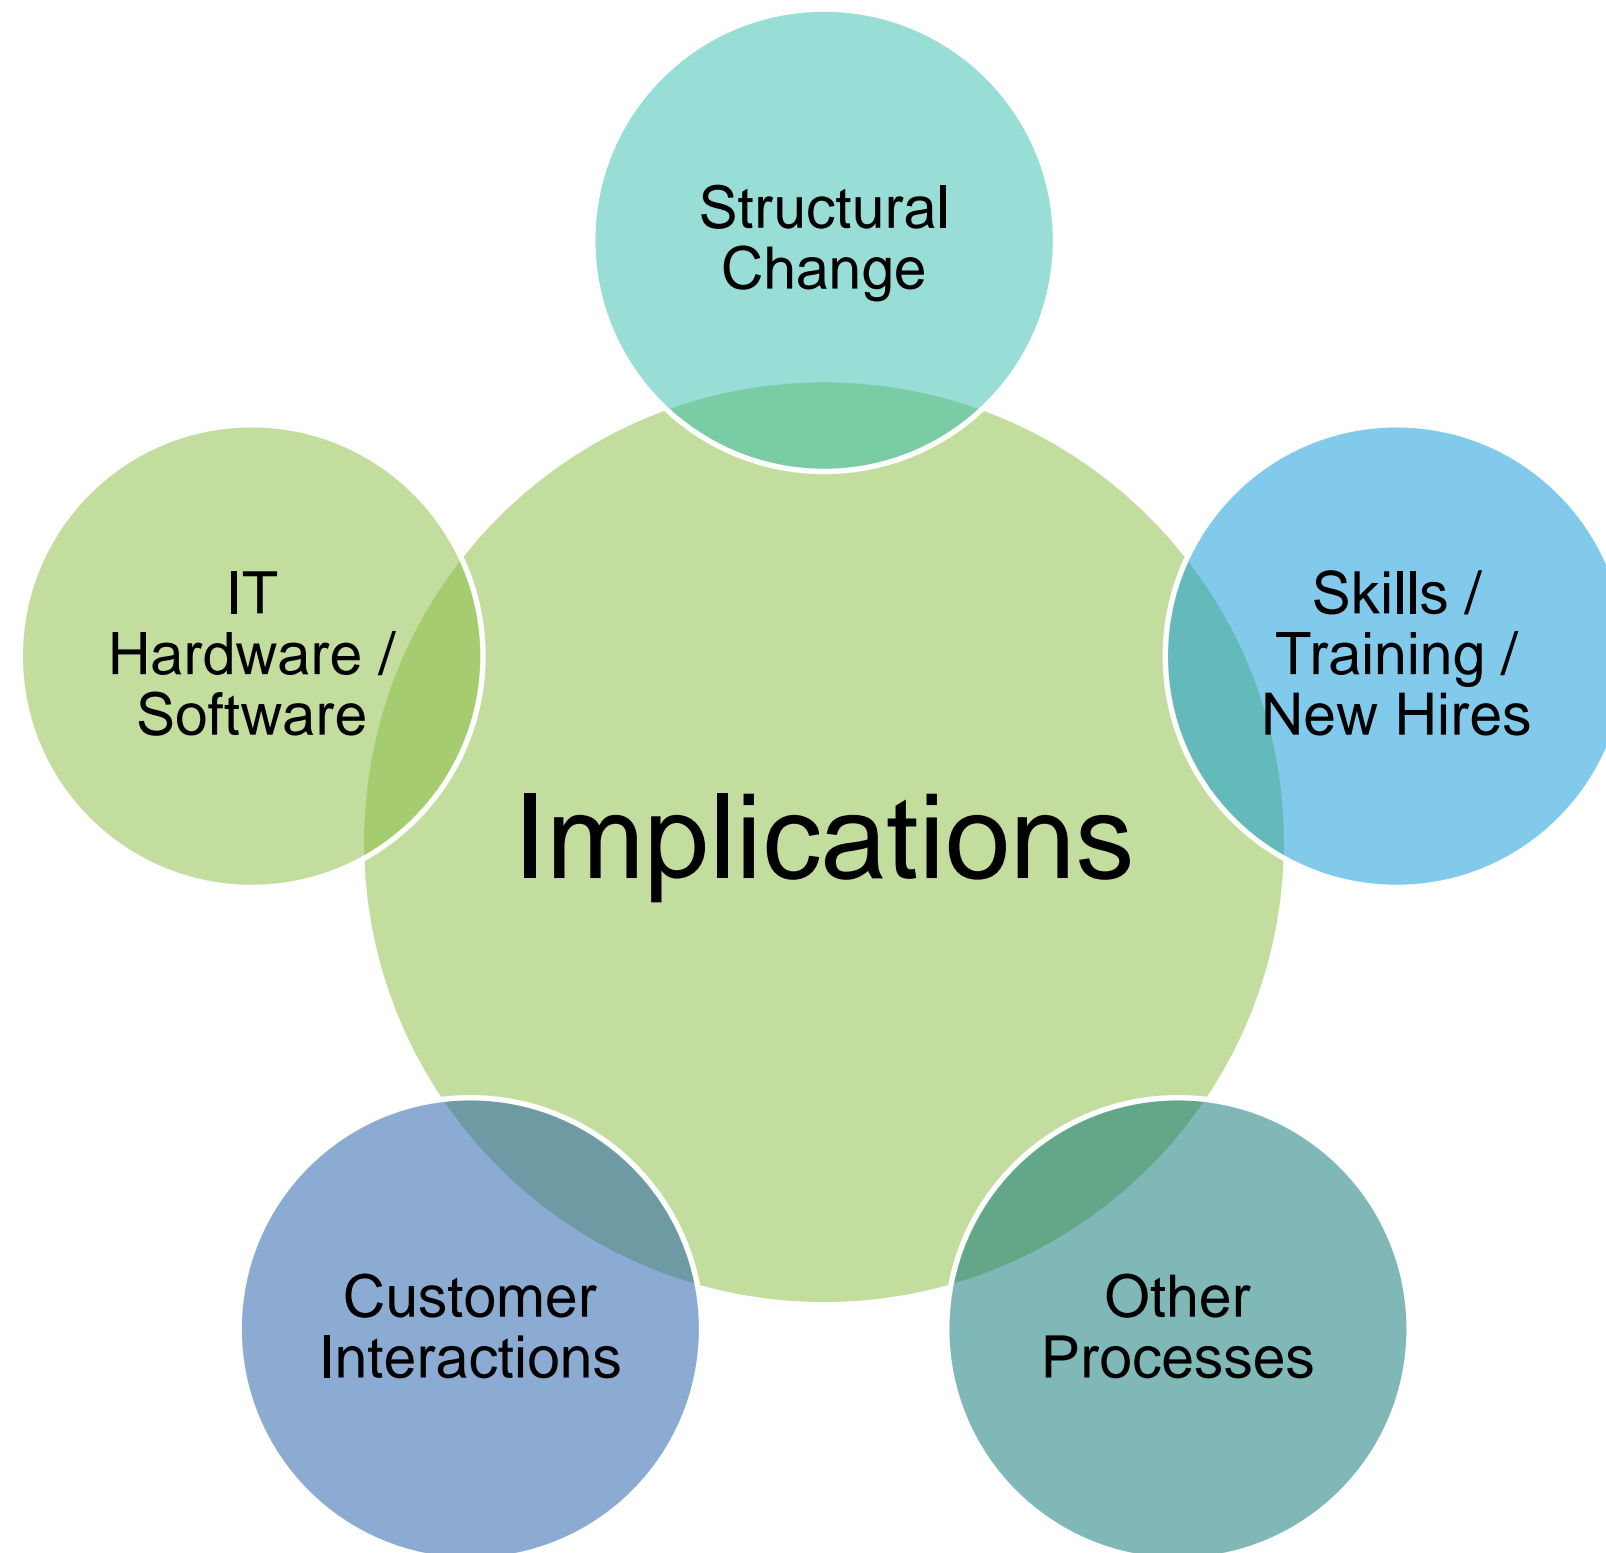 Structural
Change
IT
Hardware /
Software
Skills /
Training /
New Hires
Implications
Customer
Interactions
Other
Processes